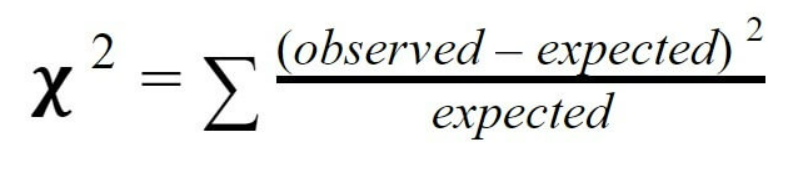 χ² = ∑ (observed – expected)² / expected